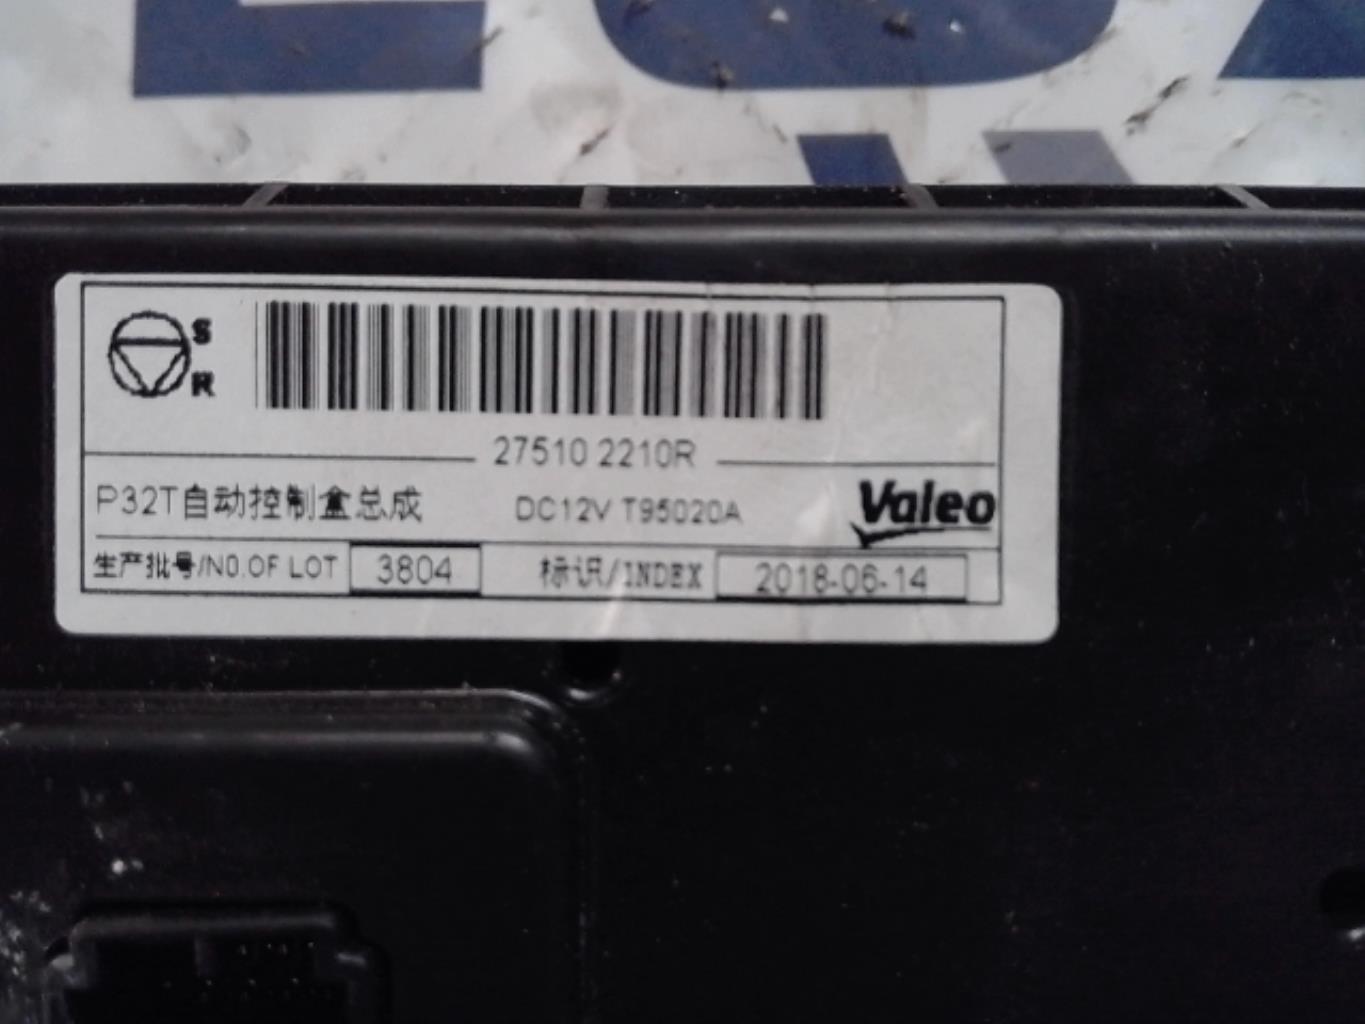 S
R
27510 2210R
P32T自动控制盒总成 DC12V T95020A Valeo
生产批号/NO.OF LOT 3804 标识/INDEX 2018-06-14